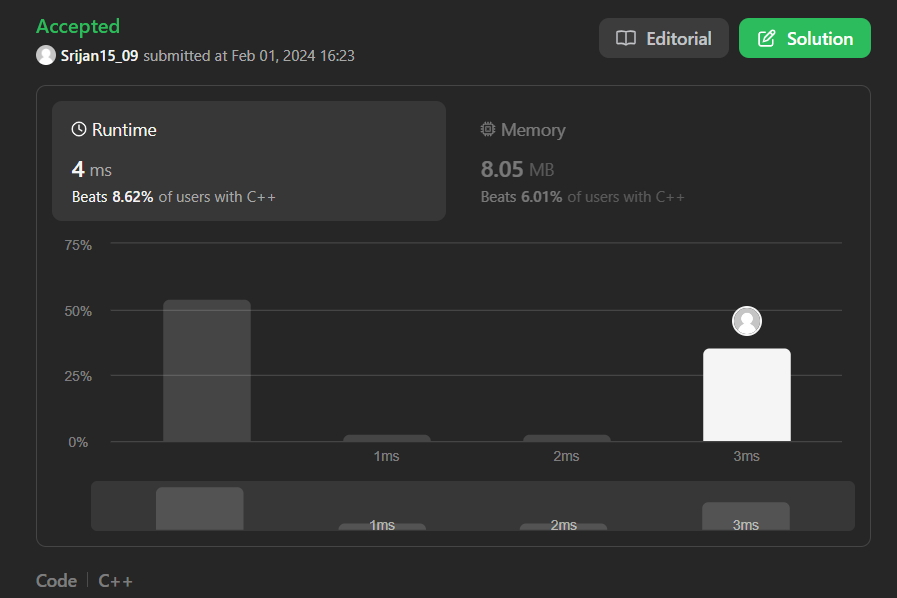 Accepted
Srijan15_09 submitted at Feb 01, 2024 16:23
Editorial
Solution
Runtime
4 ms
Beats 8.62% of users with C++
Memory
8.05 MB
Beats 6.01% of users with C++
75%
50%
25%
0%
1ms 2ms 3ms
1ms 2ms 3ms
Code C++